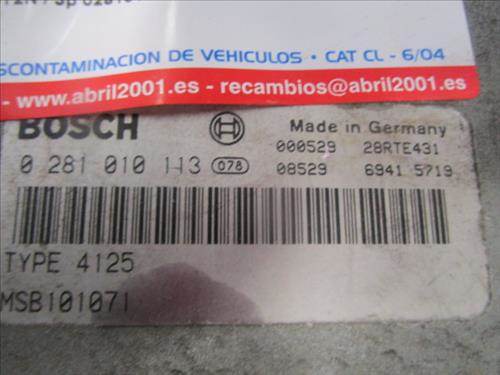 SCONTAMINACION DE VEHICULOS · CAT CL - 6/04
- www.abril2001.es - recambios@abril2001.es
BOSCH
Made in Germany
0 281 010 113 078
000529 28RTE431
08529 6941 5719
TYPE 4125
MSB101071